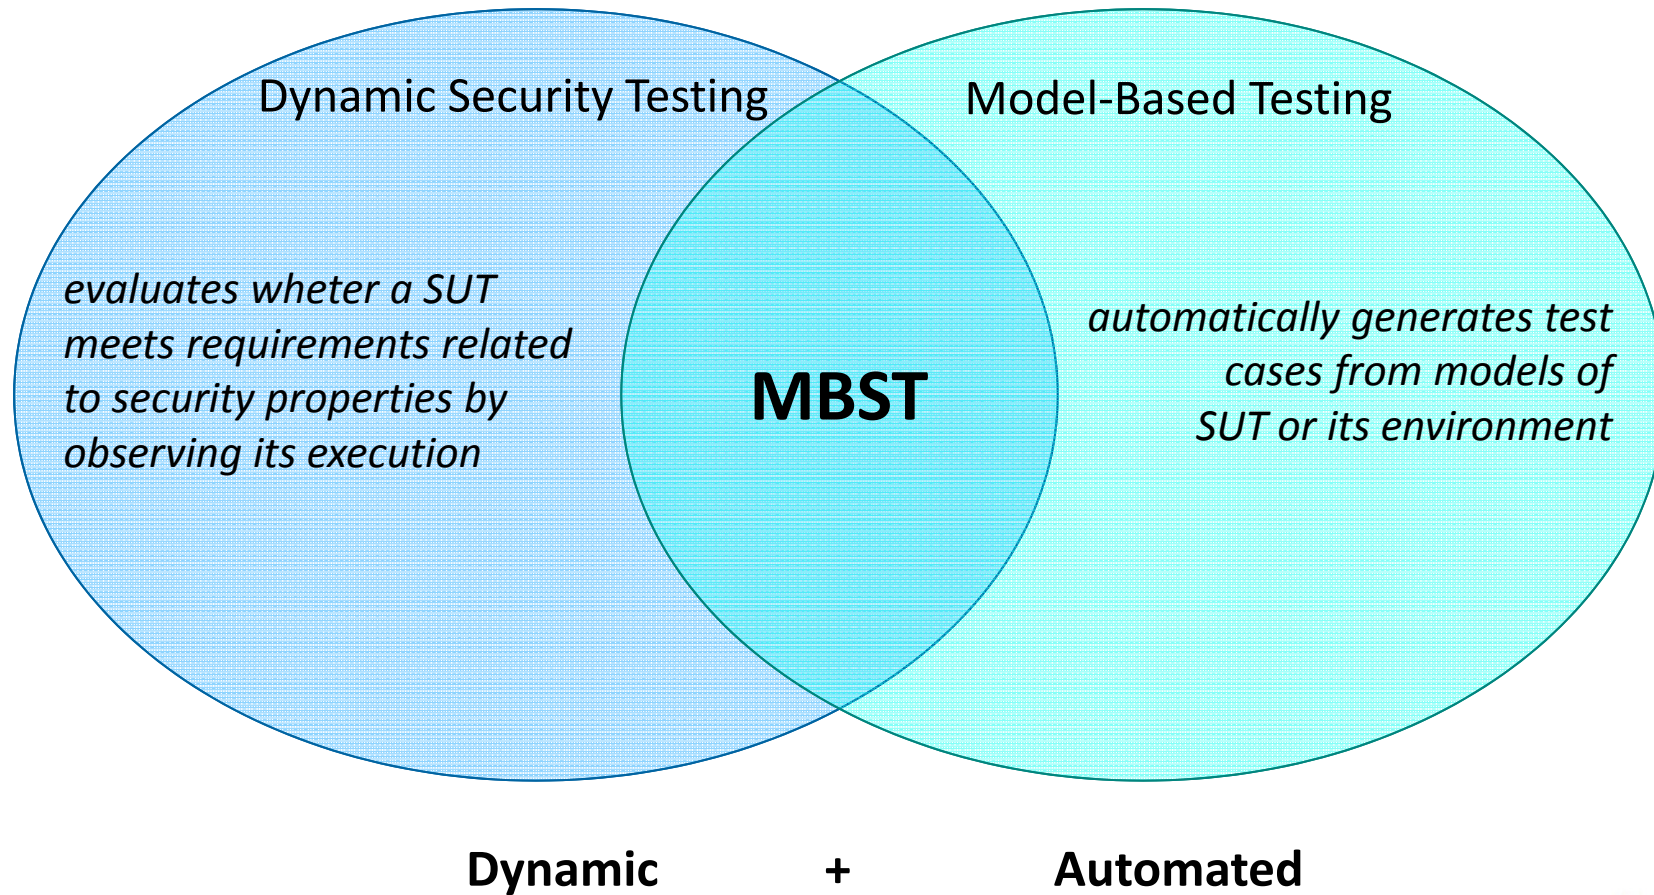 Dynamic Security Testing
Model-Based Testing
evaluates wheter a SUT
meets requirements related
to security properties by
observing its execution
MBST
automatically generates test
cases from models of
SUT or its environment
Dynamic + Automated